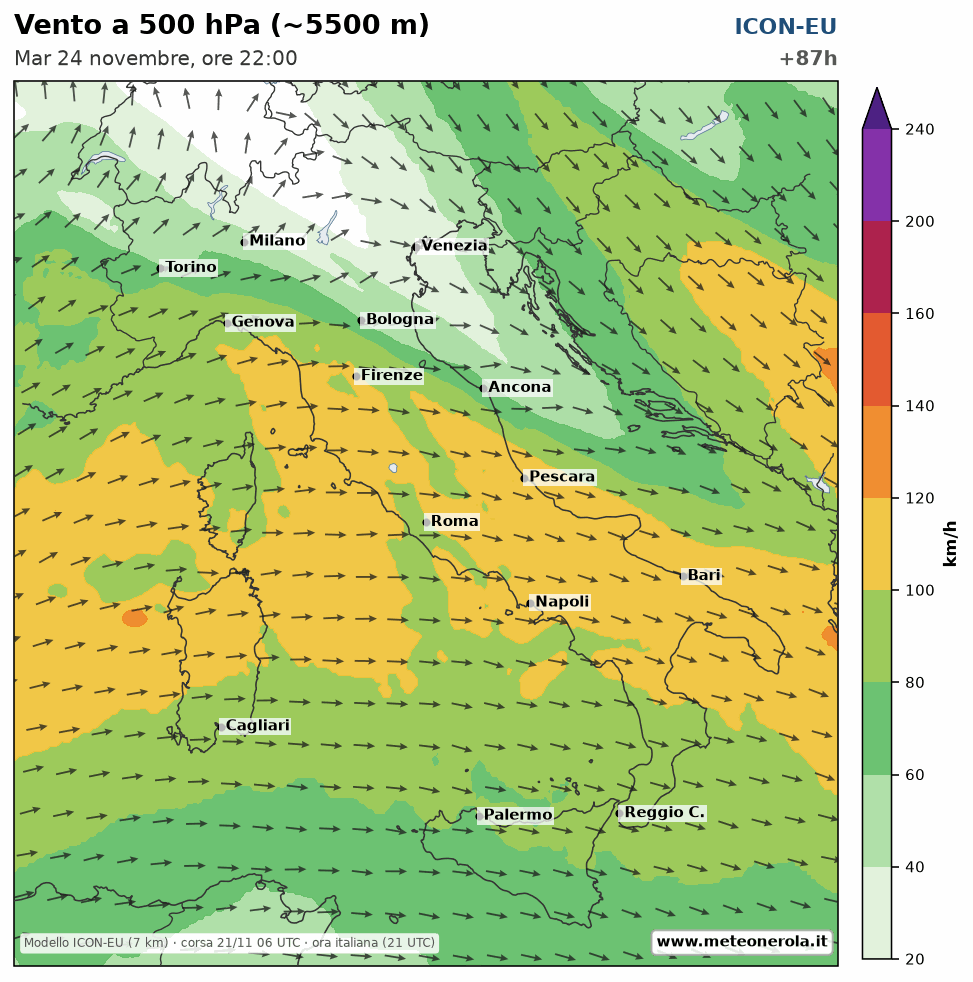 Vento a 500 hPa (~5500 m)
ICON-EU
Mar 24 novembre, ore 22:00
+87h
Milano
Venezia
Torino
Genova
Bologna
Firenze
Ancona
Pescara
Roma
Bari
Napoli
Cagliari
Palermo
Reggio C.
240
200
160
140
120
100
80
60
40
20
km/h
Modello ICON-EU (7 km) · corsa 21/11 06 UTC · ora italiana (21 UTC)
www.meteonerola.it